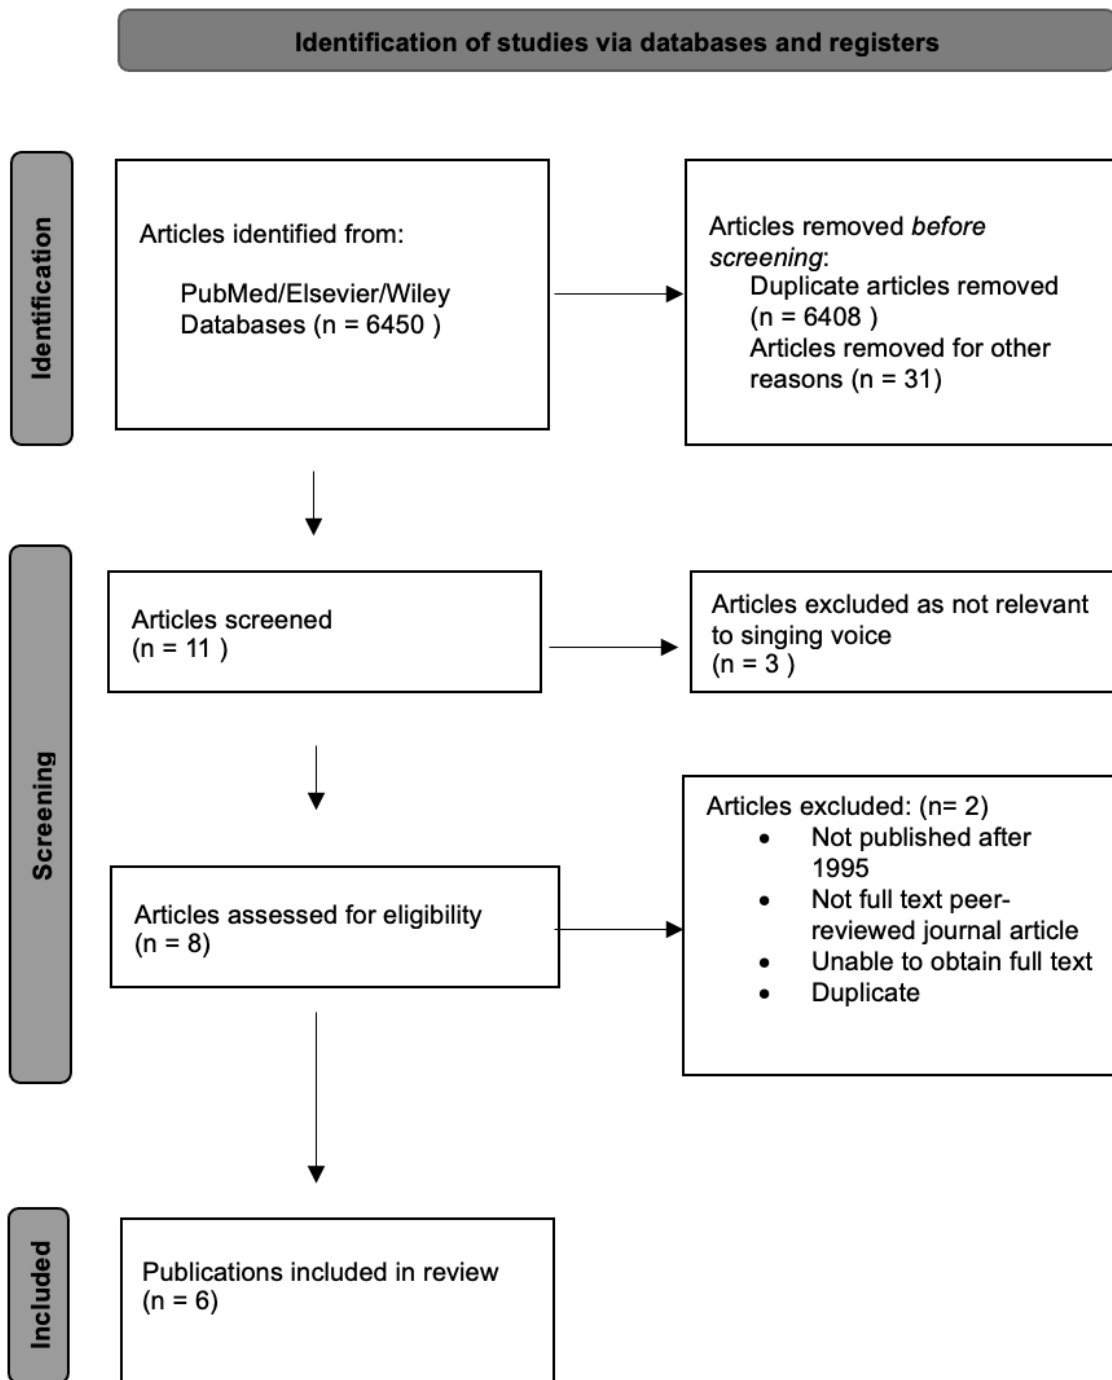 Identification of studies via databases and registers
Identification
Articles identified from:
PubMed/Elsevier/Wiley
Databases (n = 6450 )
Articles removed before
screening:
Duplicate articles removed
(n = 6408 )
Articles removed for other
reasons (n = 31)
Screening
Articles screened
(n = 11 )
Articles excluded as not relevant
to singing voice
(n = 3 )
Articles assessed for eligibility
(n = 8)
Articles excluded: (n= 2)
• Not published after
1995
• Not full text peer-
reviewed journal article
• Unable to obtain full text
• Duplicate
Included
Publications included in review
(n = 6)